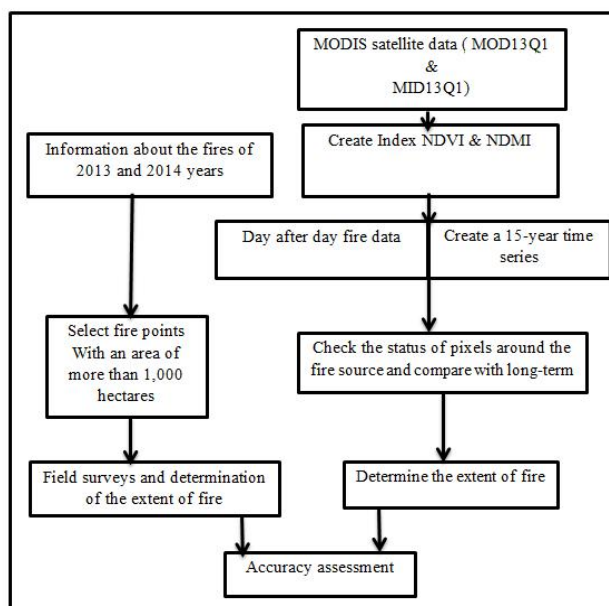 MODIS satellite data ( MOD13Q1
&
MID13Q1)
Create Index NDVI & NDMI
Information about the fires of
2013 and 2014 years
Day after day fire data
Create a 15-year time
series
Select fire points
With an area of
more than 1,000
hectares
Check the status of pixels around the
fire source and compare with long-term
Field surveys and determination
of the extent of fire
Determine the extent of fire
Accuracy assessment